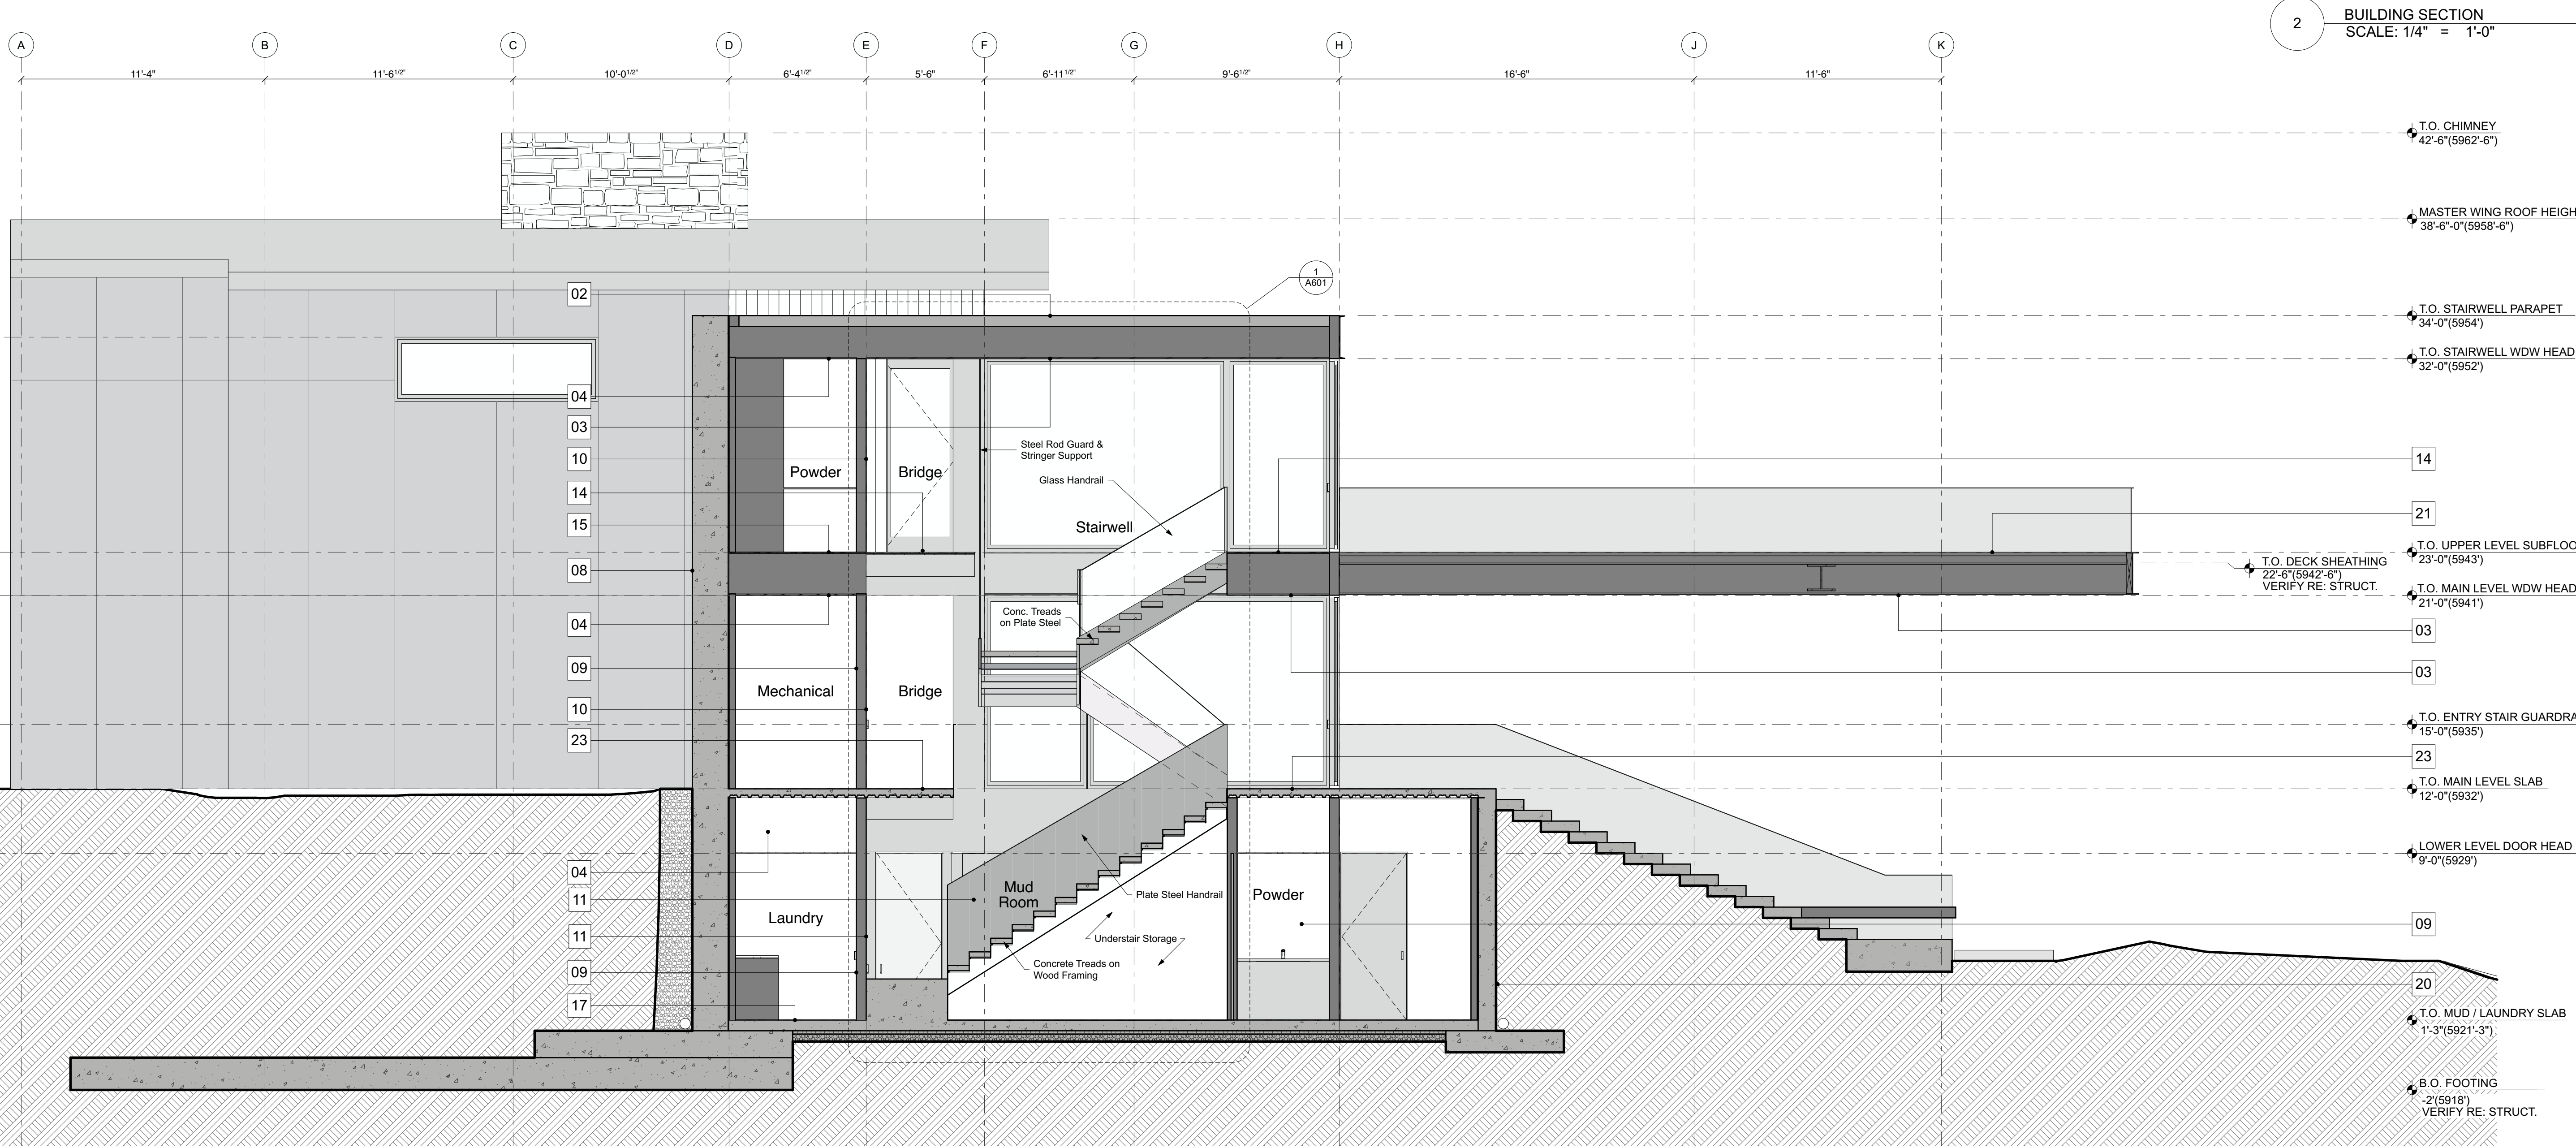 2
BUILDING SECTION
SCALE: 1/4" = 1'-0"
A
B
C
D
E
F
G
H
J
K
11'-4"
11'-6 1/2"
10'-0 1/2"
6'-4 1/2"
5'-6"
6'-11 1/2"
9'-6 1/2"
16'-6"
11'-6"
T.O. CHIMNEY
42'-6"(5962'-6")
MASTER WING ROOF HEIGH
38'-6"-0"(5958'-6")
1
A601
02
T.O. STAIRWELL PARAPET
34'-0"(5954')
T.O. STAIRWELL WDW HEAD
32'-0"(5952')
04
03
Steel Rod Guard &
Stringer Support
10
14
Powder
Bridge
Glass Handrail
14
21
15
Stairwell
T.O. UPPER LEVEL SUBFLOO
23'-0"(5943')
T.O. DECK SHEATHING
22'-6"(5942'-6")
VERIFY RE: STRUCT.
08
T.O. MAIN LEVEL WDW HEAD
21'-0"(5941')
Conc. Treads
on Plate Steel
04
03
09
03
Mechanical
Bridge
10
T.O. ENTRY STAIR GUARDRA
15'-0"(5935')
23
23
T.O. MAIN LEVEL SLAB
12'-0"(5932')
LOWER LEVEL DOOR HEAD
9'-0"(5929')
04
11
Mud
Room
Plate Steel Handrail
Powder
Laundry
09
11
Understair Storage
Concrete Treads on
Wood Framing
09
20
17
T.O. MUD / LAUNDRY SLAB
1'-3"(5921'-3")
B.O. FOOTING
-2'(5918')
VERIFY RE: STRUCT.